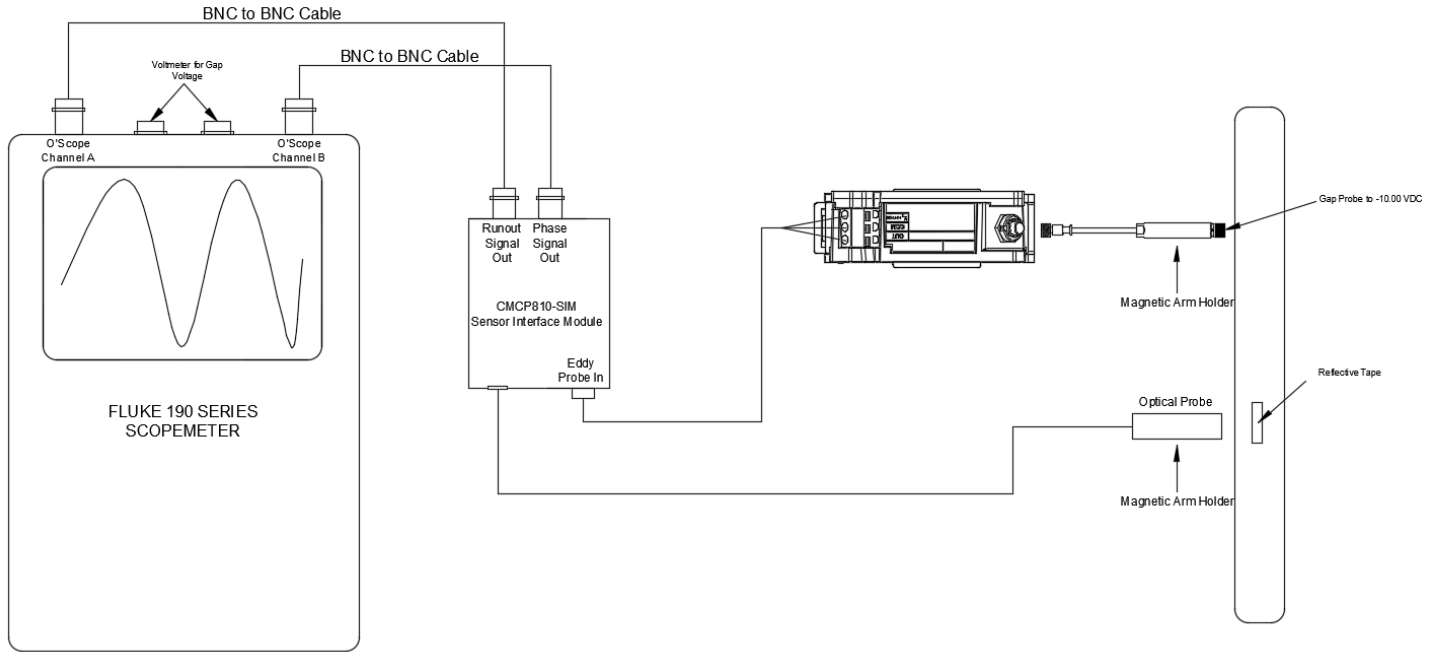 BNC to BNC Cable
BNC to BNC Cable
Voltmeter for Gap
Voltage
O'Scope
Channel A
O'Scope
Channel B
Runout
Signal
Out
Phase
Signal
Out
COM
OUT
Gap Probe to -10.00 VDC
Magnetic Arm Holder
CMCP810-SIM
Sensor Interface Module
Eddy
Probe In
Reflective Tape
Optical Probe
FLUKE 190 SERIES
SCOPEMETER
Magnetic Arm Holder